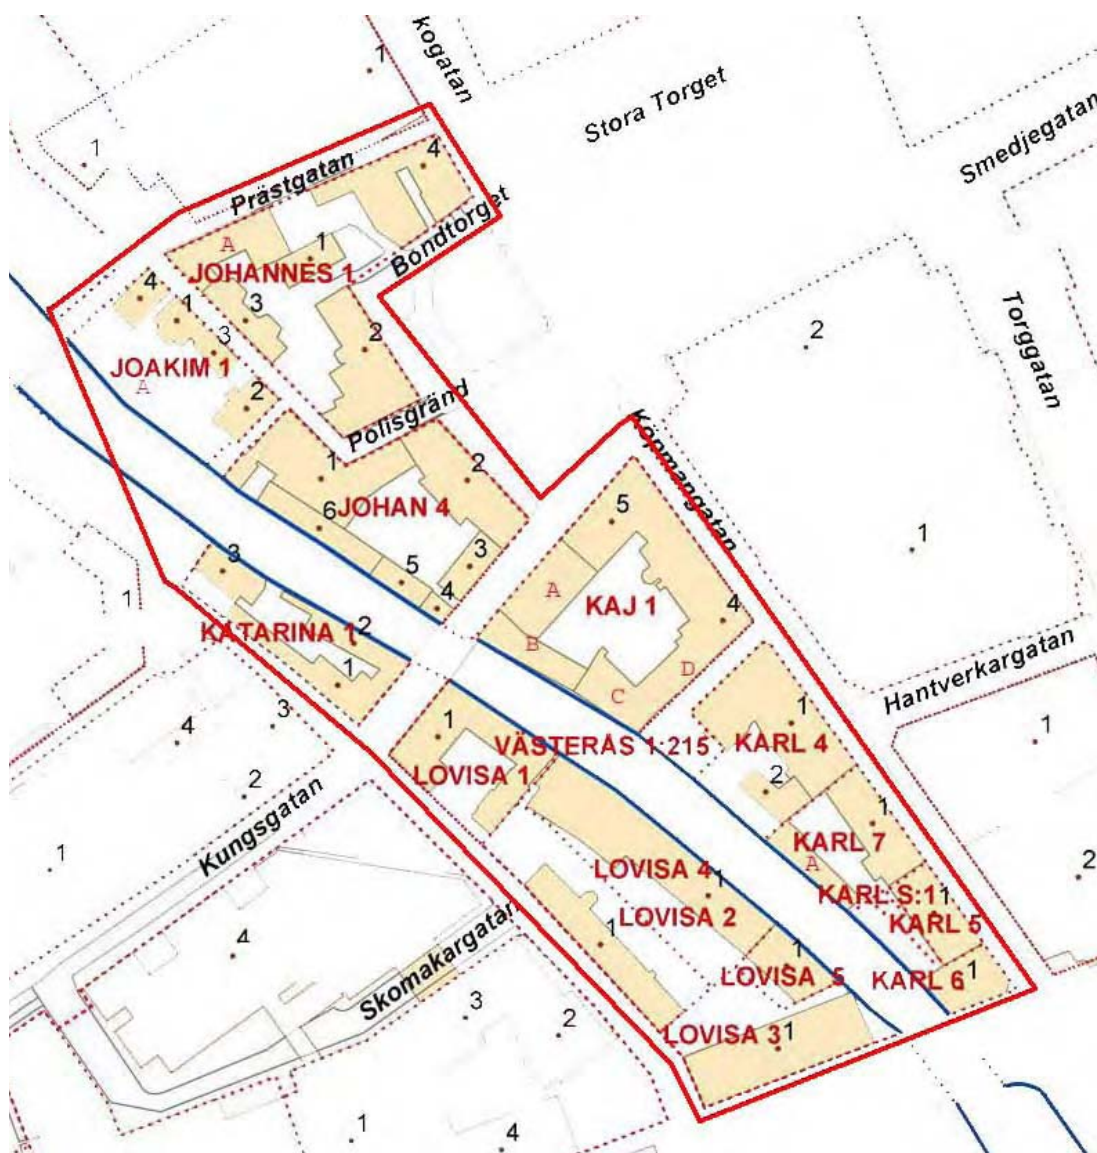 kogatan
1
Stora Torget
Smedjegatan
1
4
Prästgatan
Bondtorget
A
1
JOHANNES 1
4
1
3
3
2
Torggatan
2
JOAKIM 1
A
2
Polisgränd
Köpmangatan
1
2
JOHAN 4
5
6
3
5
1
3
A
4
KAJ 1
4
1
KATARINA 1
2
B
D
1
C
Hantverkargatan
4
3
1
VÄSTERÅS 1:215
1
KARL 4
1
LOVISA 1
2
2
Kungsgatan
1
KARL 7
1
A
2
LOVISA 4
1
KARL S:1
1
LOVISA 2
KARL 5
4
1
Skomakargatan
1
LOVISA 5
KARL 6
1
3
2
LOVISA 3
1
1
4